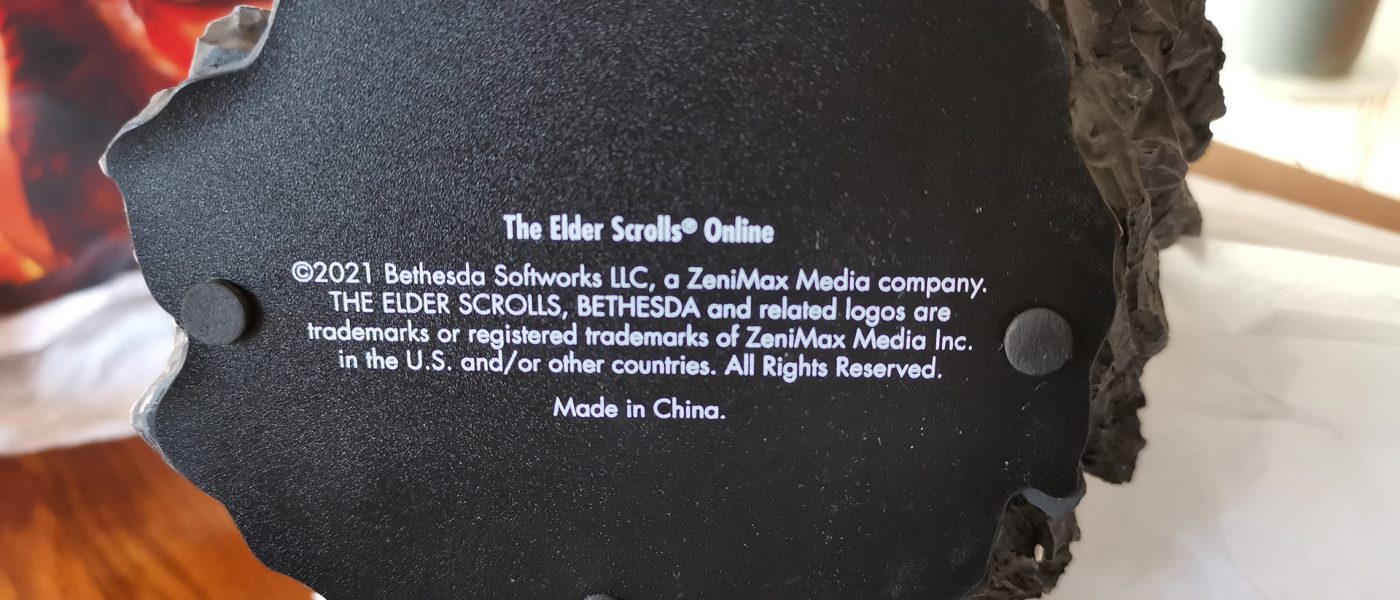 The Elder Scrolls® Online
©2021 Bethesda Softworks LLC, a ZeniMax Media company.
THE ELDER SCROLLS, BETHESDA and related logos are
trademarks or registered trademarks of ZeniMax Media Inc.
in the U.S. and/or other countries. All Rights Reserved.
Made in China.